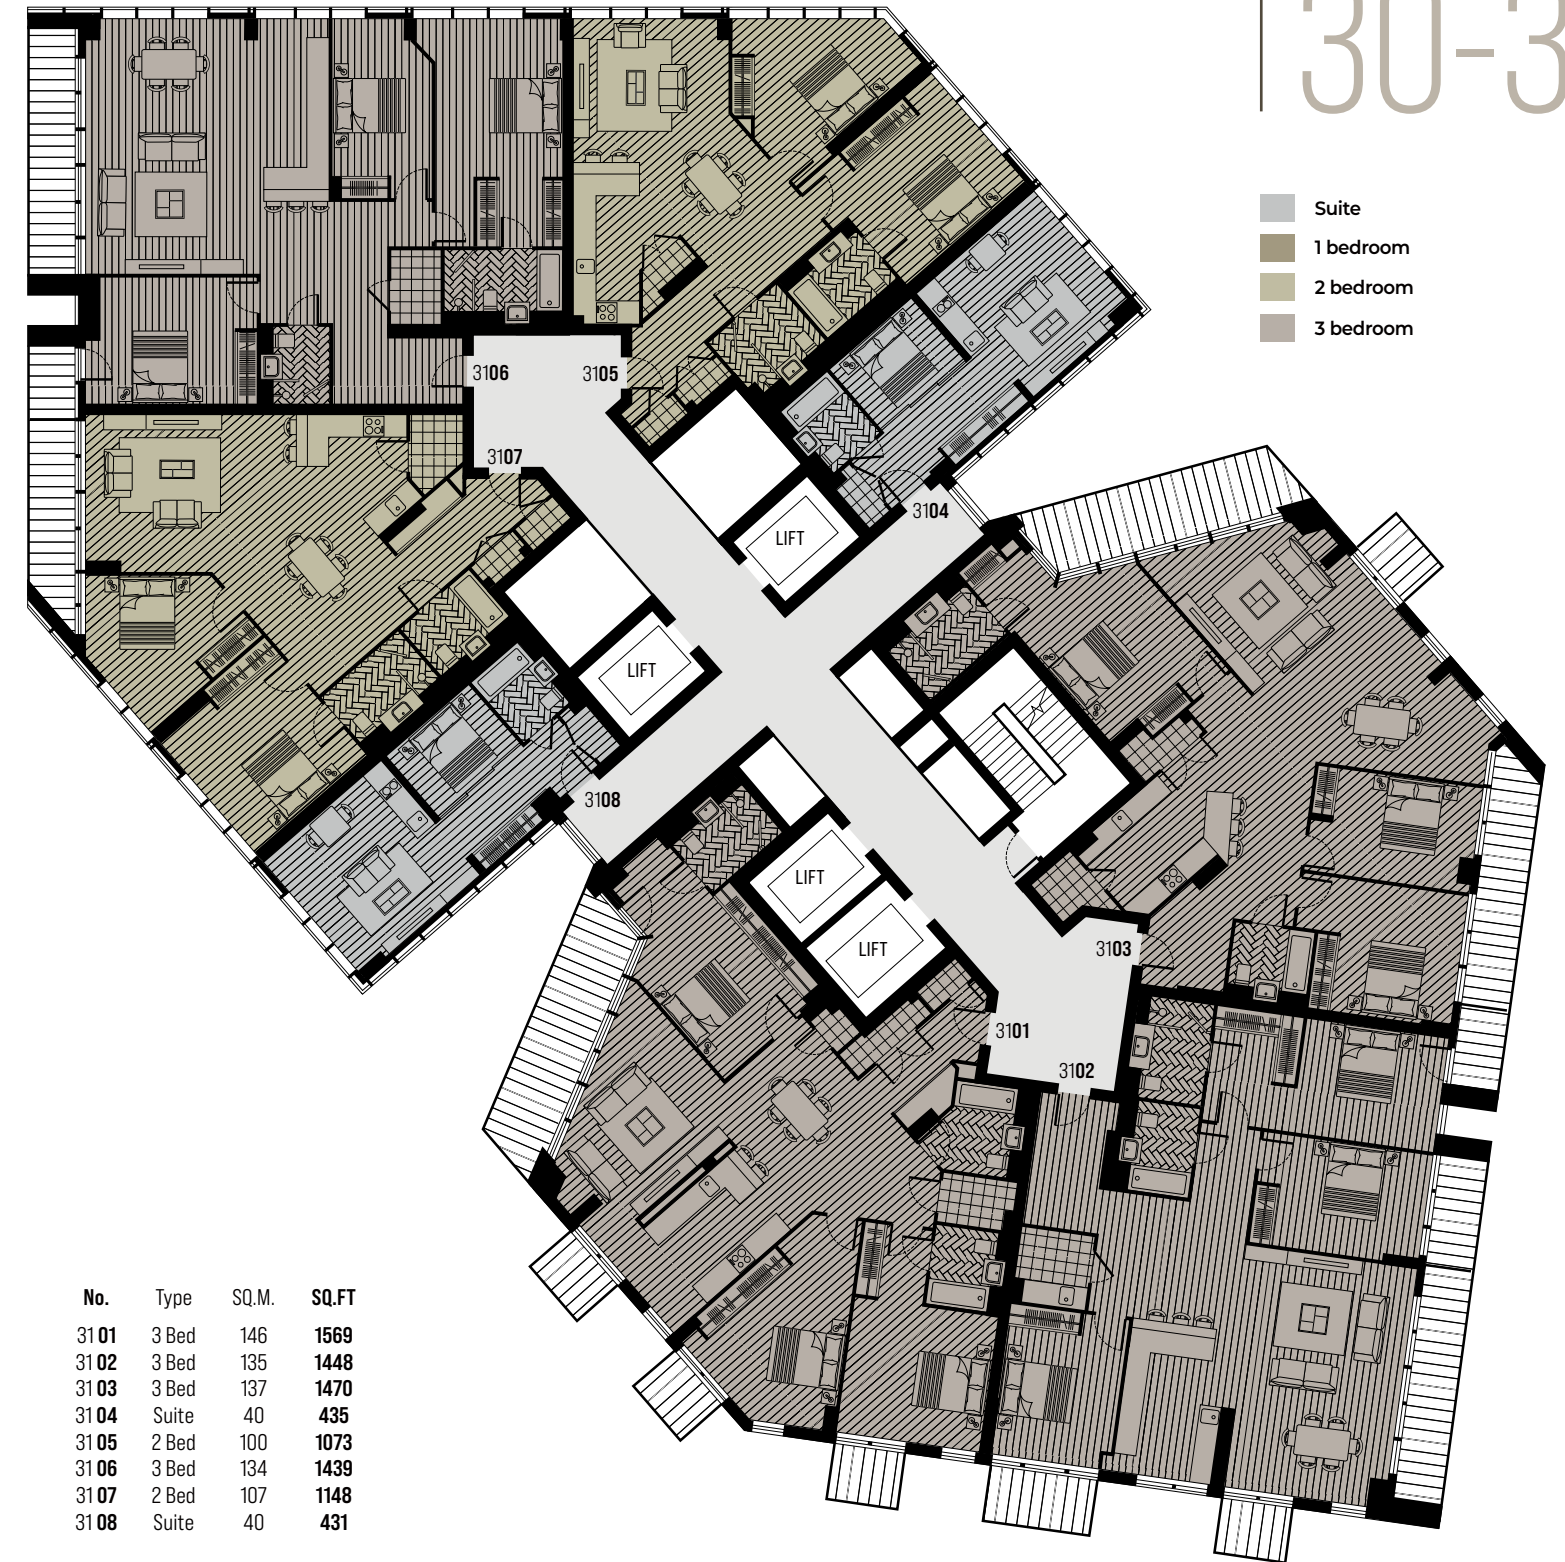 30-3
Suite
1 bedroom
2 bedroom
3 bedroom
3106
3105
3107
3104
LIFT
LIFT
3108
LIFT
LIFT
3103
3101
3102
No. Type SQ.M. SQ.FT
3101 3 Bed 146 1569
3102 3 Bed 135 1448
3103 3 Bed 137 1470
3104 Suite 40 435
3105 2 Bed 100 1073
3106 3 Bed 134 1439
3107 2 Bed 107 1148
3108 Suite 40 431